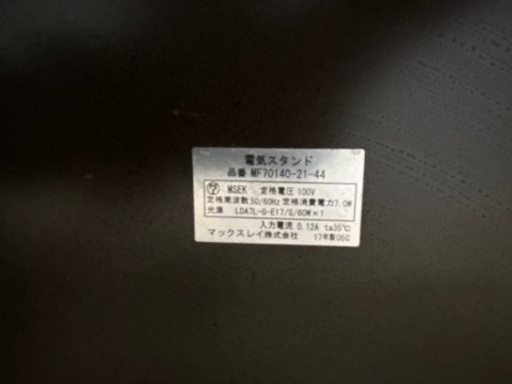 電気スタンド
品番 MF70140-21-44
MSEK 定格電圧 100V
定格周波数 50/60Hz 定格消費電力7.0W
光源 LDA7L-G-E17/S/60W×1
入力電流 0.12A ta35℃
マックスレイ株式会社 17年製05C